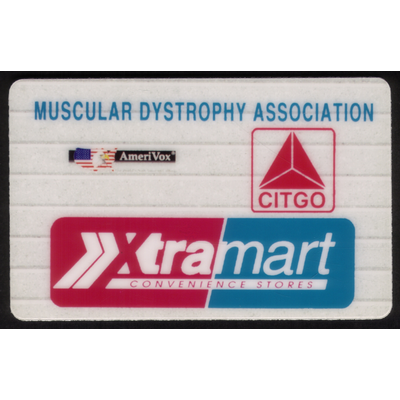 MUSCULAR DYSTROPHY ASSOCIATION
AmeriVox®
CITGO
Xtramart
CONVENIENCE STORES